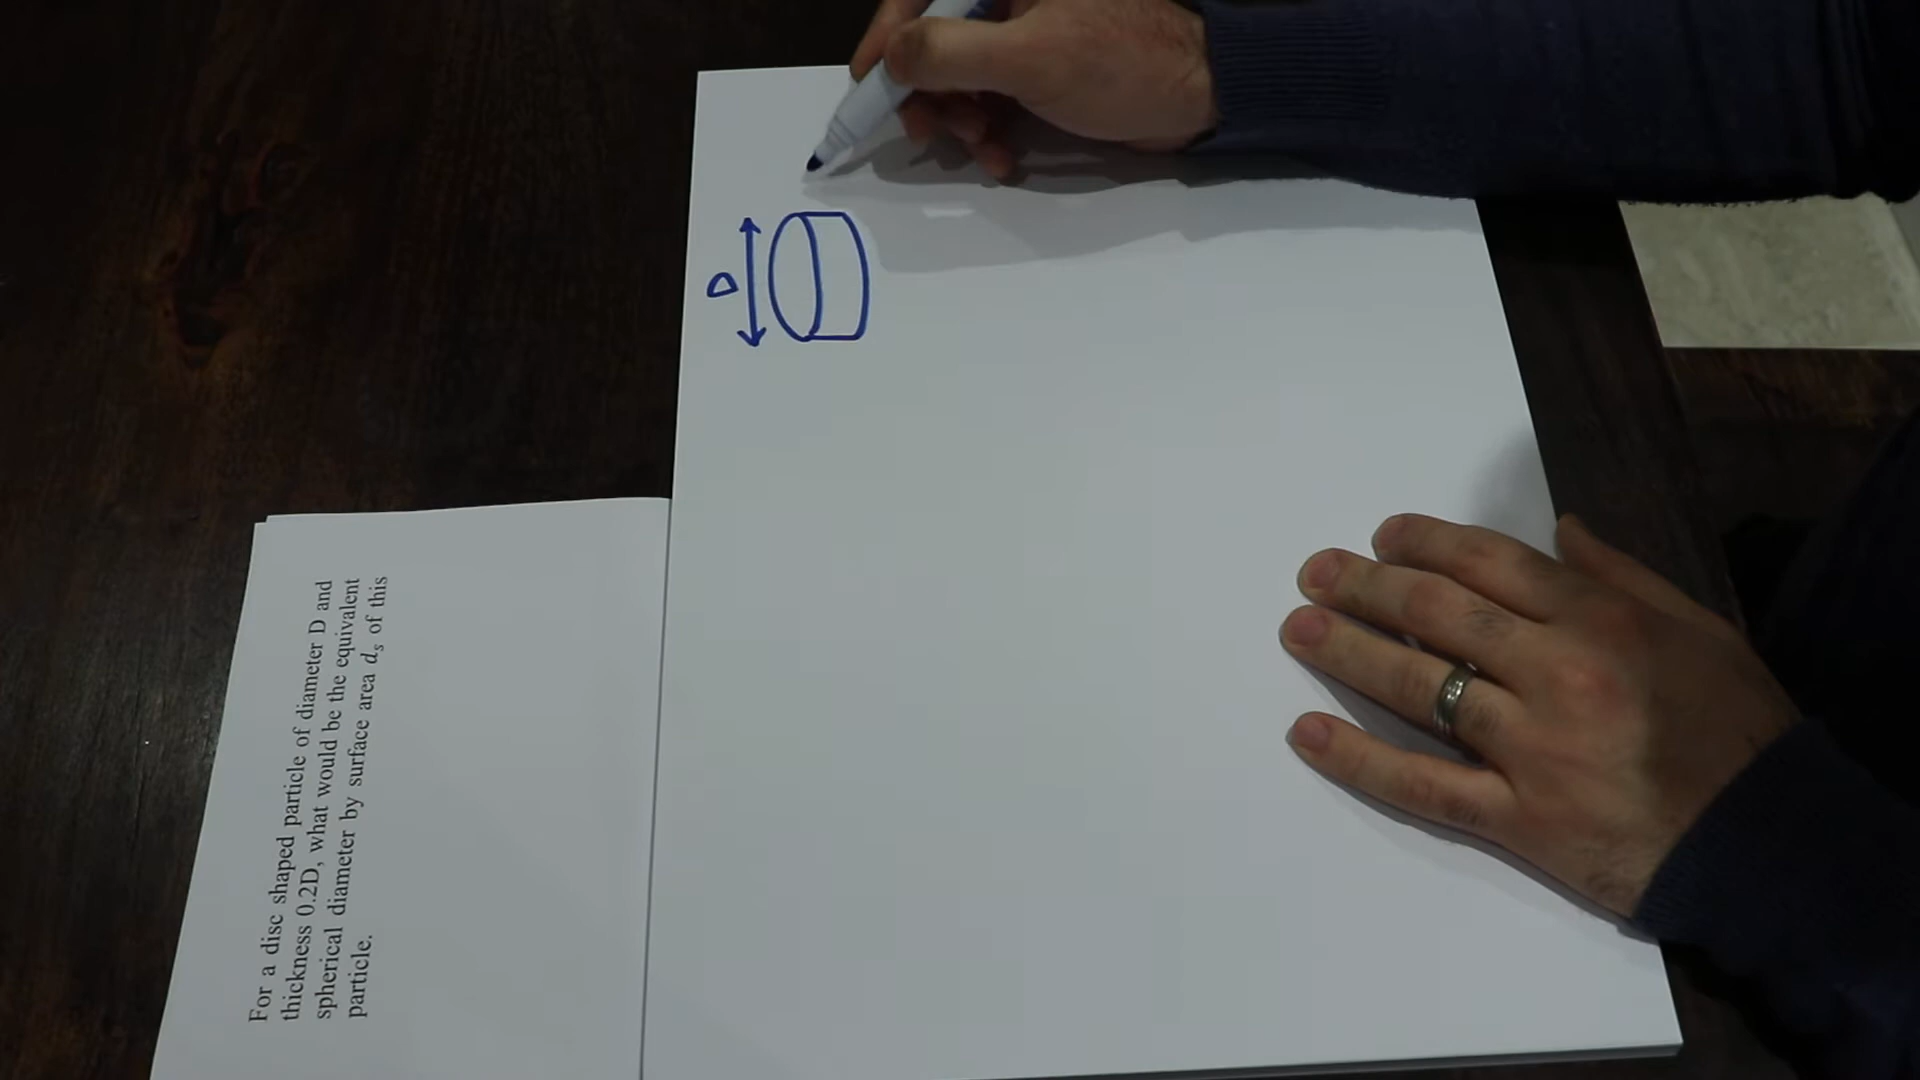 For a disc shaped particle of diameter D and
thickness 0.2D, what would be the equivalent
spherical diameter by surface area dₛ of this
particle.
D